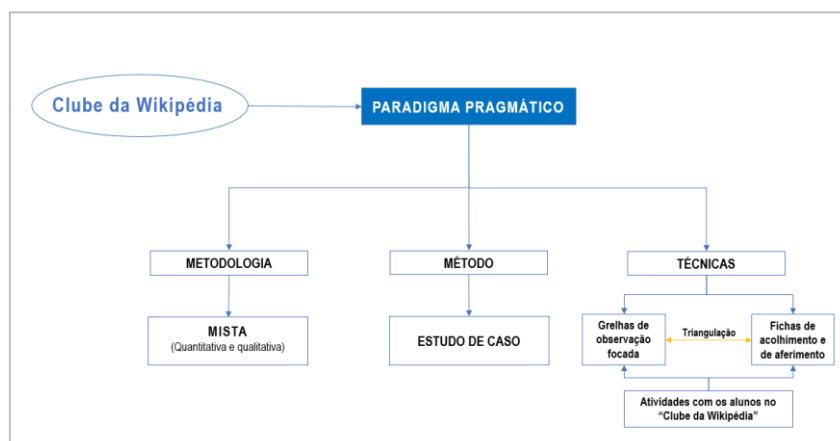 Clube da Wikipédia
PARADIGMA PRAGMÁTICO
METODOLOGIA
MÉTODO
TÉCNICAS
MISTA
(Quantitativa e qualitativa)
ESTUDO DE CASO
Grelhas de
observação
focada
Triangulação
Fichas de
acolhimento e
de aferimento
Atividades com os alunos no
“Clube da Wikipédia”